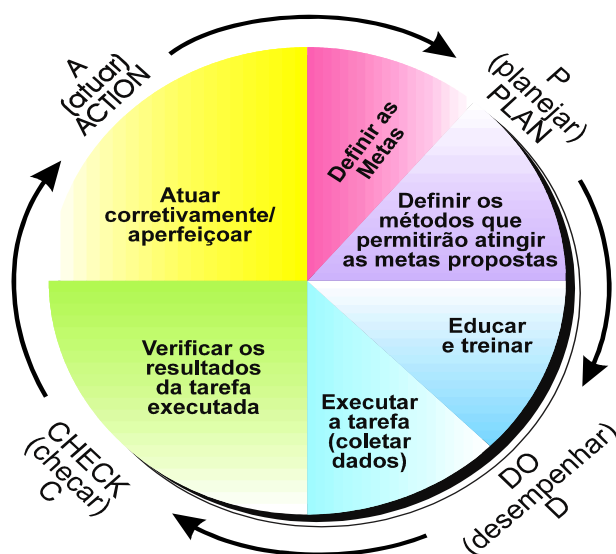 A
(atuar)
ACTION
P
(planejar)
PLAN
Definir as
Metas
Definir os
métodos que
permitirão atingir
as metas propostas
Educar
e treinar
Executar
a tarefa
(coletar
dados)
DO
(desempenhar)
D
Verificar os
resultados
da tarefa
executada
CHECK
(checar)
C
Atuar
corretivamente/
aperfeiçoar